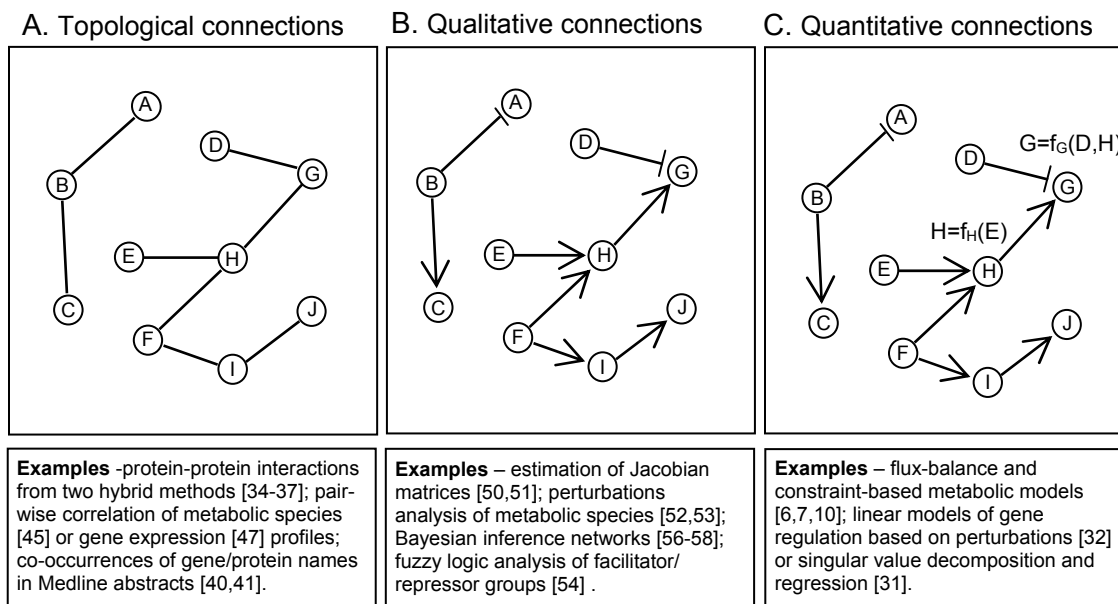 A. Topological connections
A
D
B
G
E
H
C
J
F
I
Examples -protein-protein interactions
from two hybrid methods [34-37]; pair-
wise correlation of metabolic species
[45] or gene expression [47] profiles;
co-occurrences of gene/protein names
in Medline abstracts [40,41].
B. Qualitative connections
A
D
B
G
E
H
C
J
F
I
Examples – estimation of Jacobian
matrices [50,51]; perturbations
analysis of metabolic species [52,53];
Bayesian inference networks [56-58];
fuzzy logic analysis of facilitator/
repressor groups [54] .
C. Quantitative connections
A
G=fG(D,H)
D
B
G
H=fH(E)
E
H
C
J
F
I
Examples – flux-balance and
constraint-based metabolic models
[6,7,10]; linear models of gene
regulation based on perturbations [32]
or singular value decomposition and
regression [31].